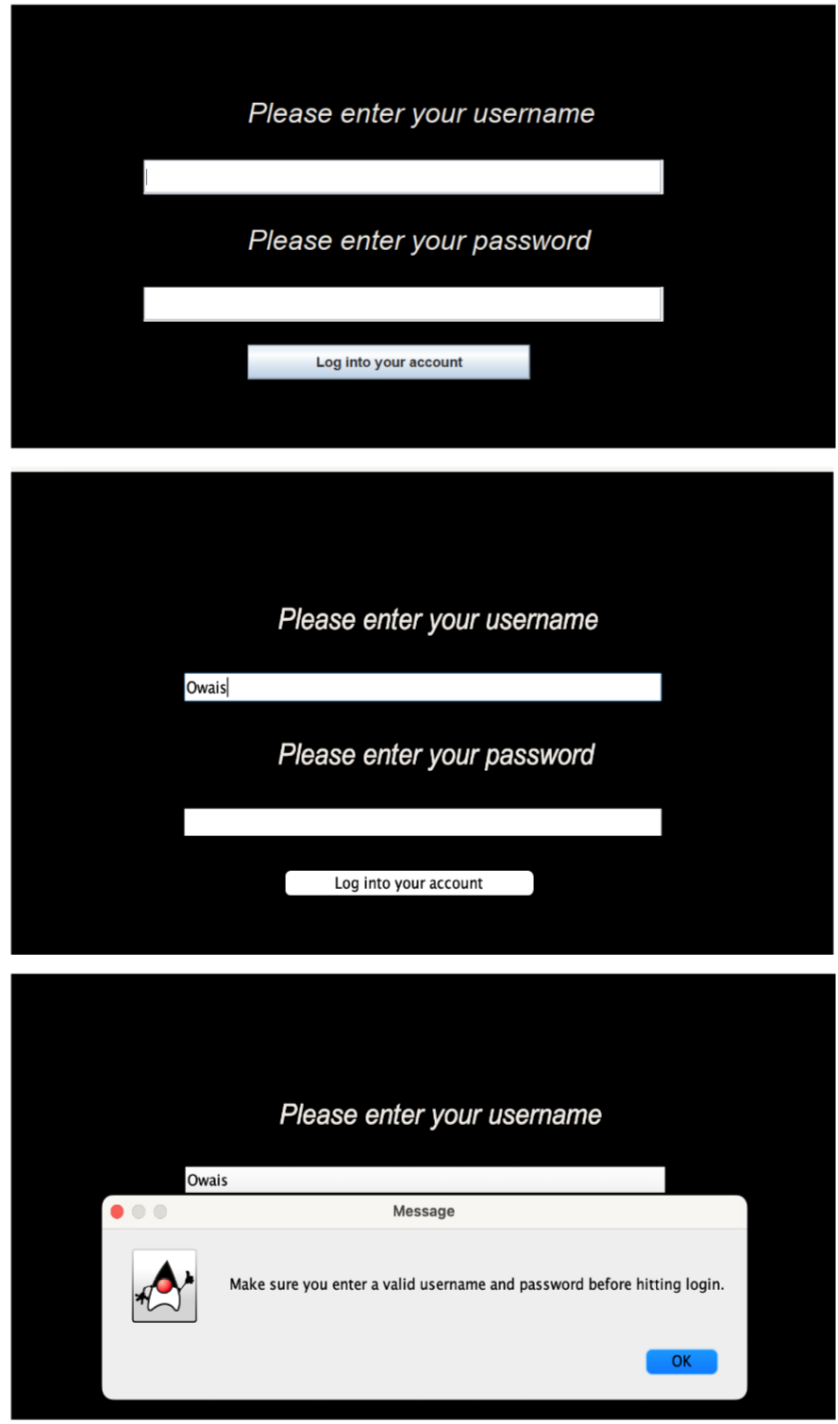 Please enter your username
Please enter your password
Log into your account
Please enter your username
Owais
Please enter your password
Log into your account
Please enter your username
Owais
Message
Make sure you enter a valid username and password before hitting login.
OK